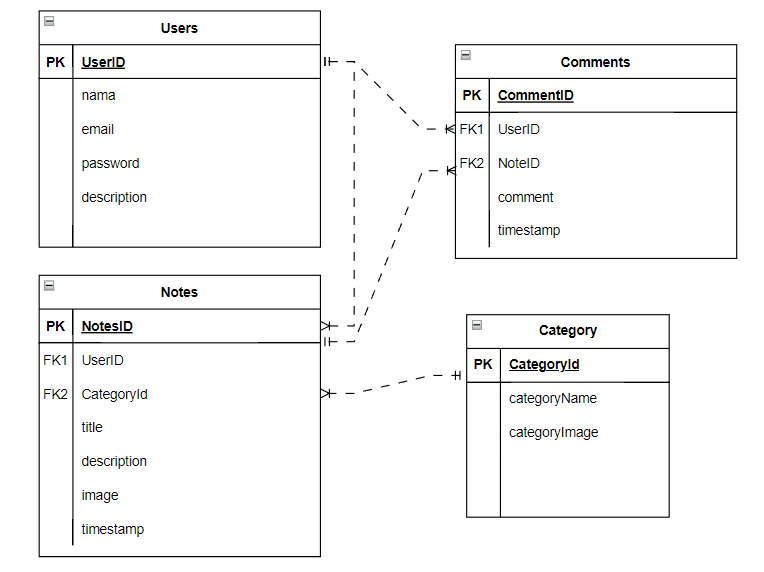 Users
PK UserID
nama
email
password
description
Comments
PK CommentID
FK1 UserID
FK2 NoteID
comment
timestamp
Notes
PK NotesID
FK1 UserID
FK2 CategoryId
title
description
image
timestamp
Category
PK CategoryId
categoryName
categoryImage